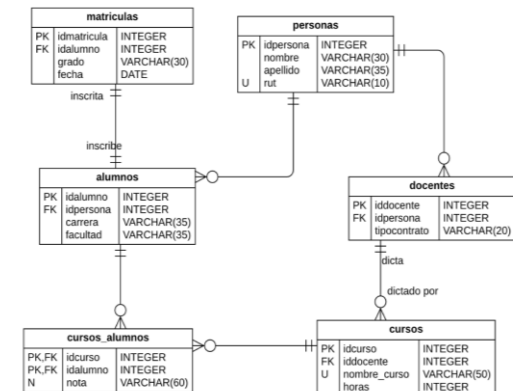 matriculas
PK idmatricula INTEGER
FK idalumno INTEGER
grado VARCHAR(30)
fecha DATE
personas
PK idpersona INTEGER
nombre VARCHAR(30)
apellido VARCHAR(35)
U rut VARCHAR(10)
inscrita
inscribe
alumnos
PK idalumno INTEGER
FK idpersona INTEGER
carrera VARCHAR(35)
facultad VARCHAR(35)
docentes
PK iddocente INTEGER
FK idpersona INTEGER
tipocontrato VARCHAR(20)
dicta
dictado por
cursos_alumnos
PK,FK idcurso INTEGER
PK,FK idalumno INTEGER
N nota VARCHAR(60)
cursos
PK idcurso INTEGER
FK iddocente INTEGER
U nombre_curso VARCHAR(50)
horas INTEGER